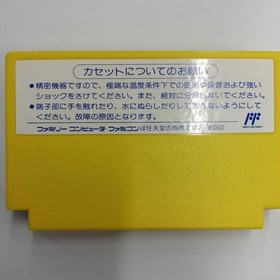 カセットについてのお願い
●精密機器ですので、極端な温度条件下での使用や保管および強い
ショックをさけてください。また、絶対に分解しないでください。
●端子部に手を触れたり、水にぬらしたりして、汚さないようにして
ください。故障の原因となります。
ファミリーコンピュータ・ファミコンは任天堂の商標です。
FF